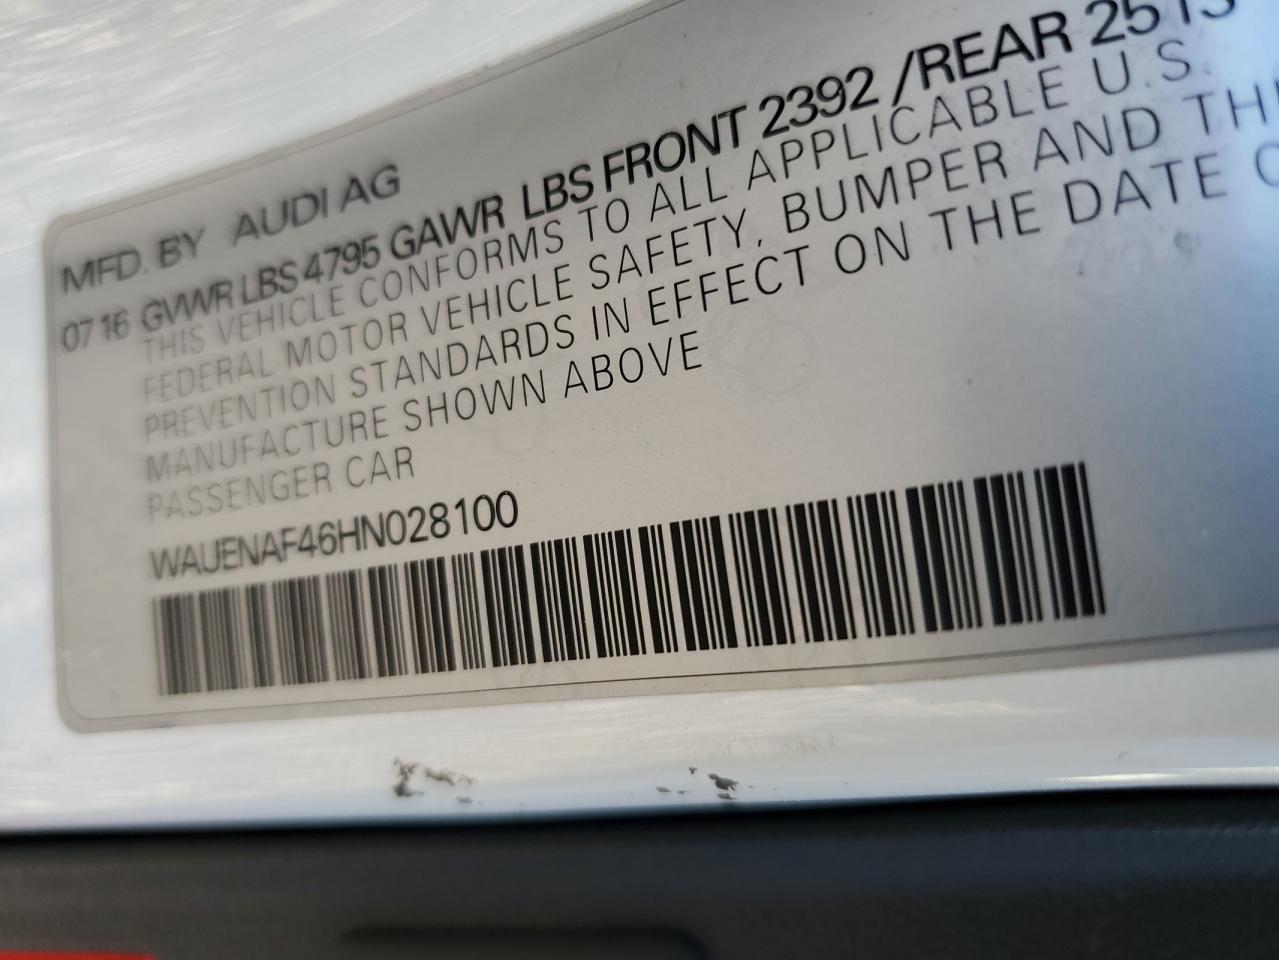 MFD. BY AUDI AG
07 16 GVWR LBS 4795 GAWR LBS FRONT 2392 /REAR 2513
THIS VEHICLE CONFORMS TO ALL APPLICABLE U.S.
FEDERAL MOTOR VEHICLE SAFETY, BUMPER AND
PREVENTION STANDARDS IN EFFECT ON THE DATE
MANUFACTURE SHOWN ABOVE
PASSENGER CAR
WAUENAF46HN028100